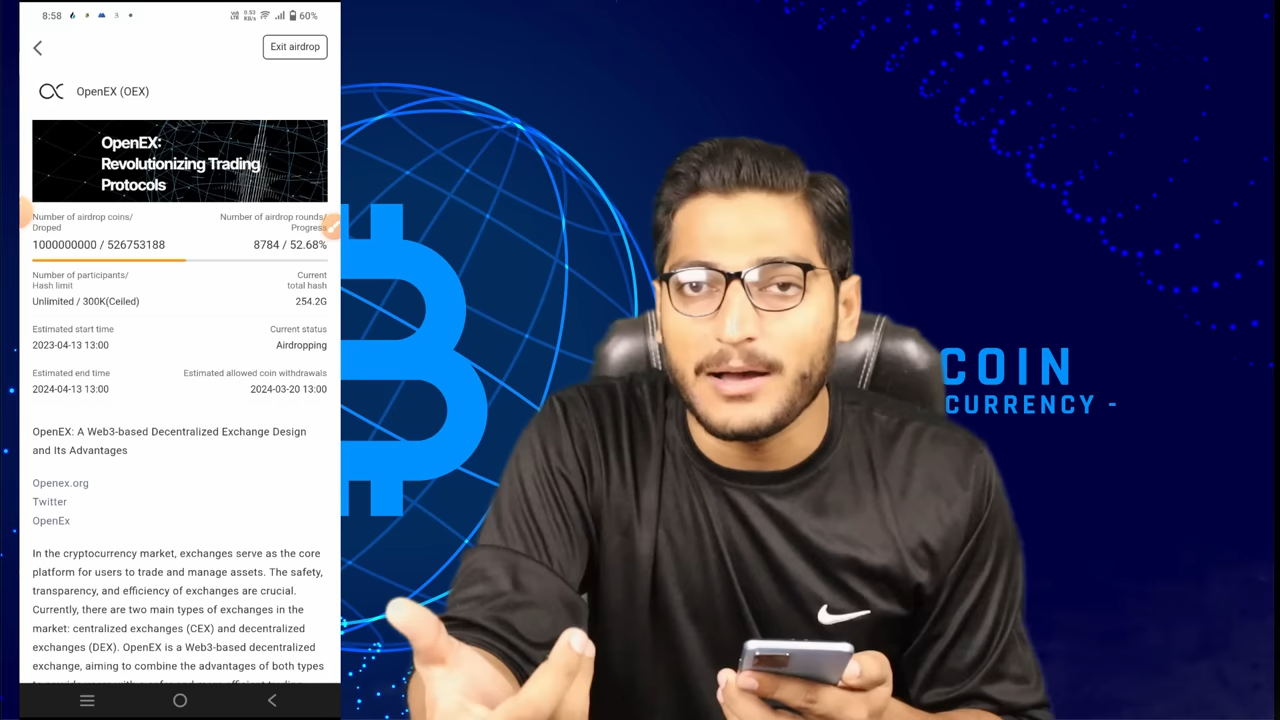 8:58
3
Vo9
LTE
0.53
KB/s
60%
Exit airdrop
OpenEX (OEX)
OpenEX:
Revolutionizing Trading
Protocols
Number of airdrop coins/
Droped
Number of airdrop rounds/
Progress
1000000000 / 526753188
8784 / 52.68%
Number of participants/
Hash limit
Current
total hash
Unlimited / 300K(Ceiled)
254.2G
Estimated start time
Current status
2023-04-13 13:00
Airdropping
Estimated end time
Estimated allowed coin withdrawals
2024-04-13 13:00
2024-03-20 13:00
OpenEX: A Web3-based Decentralized Exchange Design
and Its Advantages
Openex.org
Twitter
OpenEx
In the cryptocurrency market, exchanges serve as the core
platform for users to trade and manage assets. The safety,
transparency, and efficiency of exchanges are crucial.
Currently, there are two main types of exchanges in the
market: centralized exchanges (CEX) and decentralized
exchanges (DEX). OpenEX is a Web3-based decentralized
exchange, aiming to combine the advantages of both types
COIN
CURRENCY -